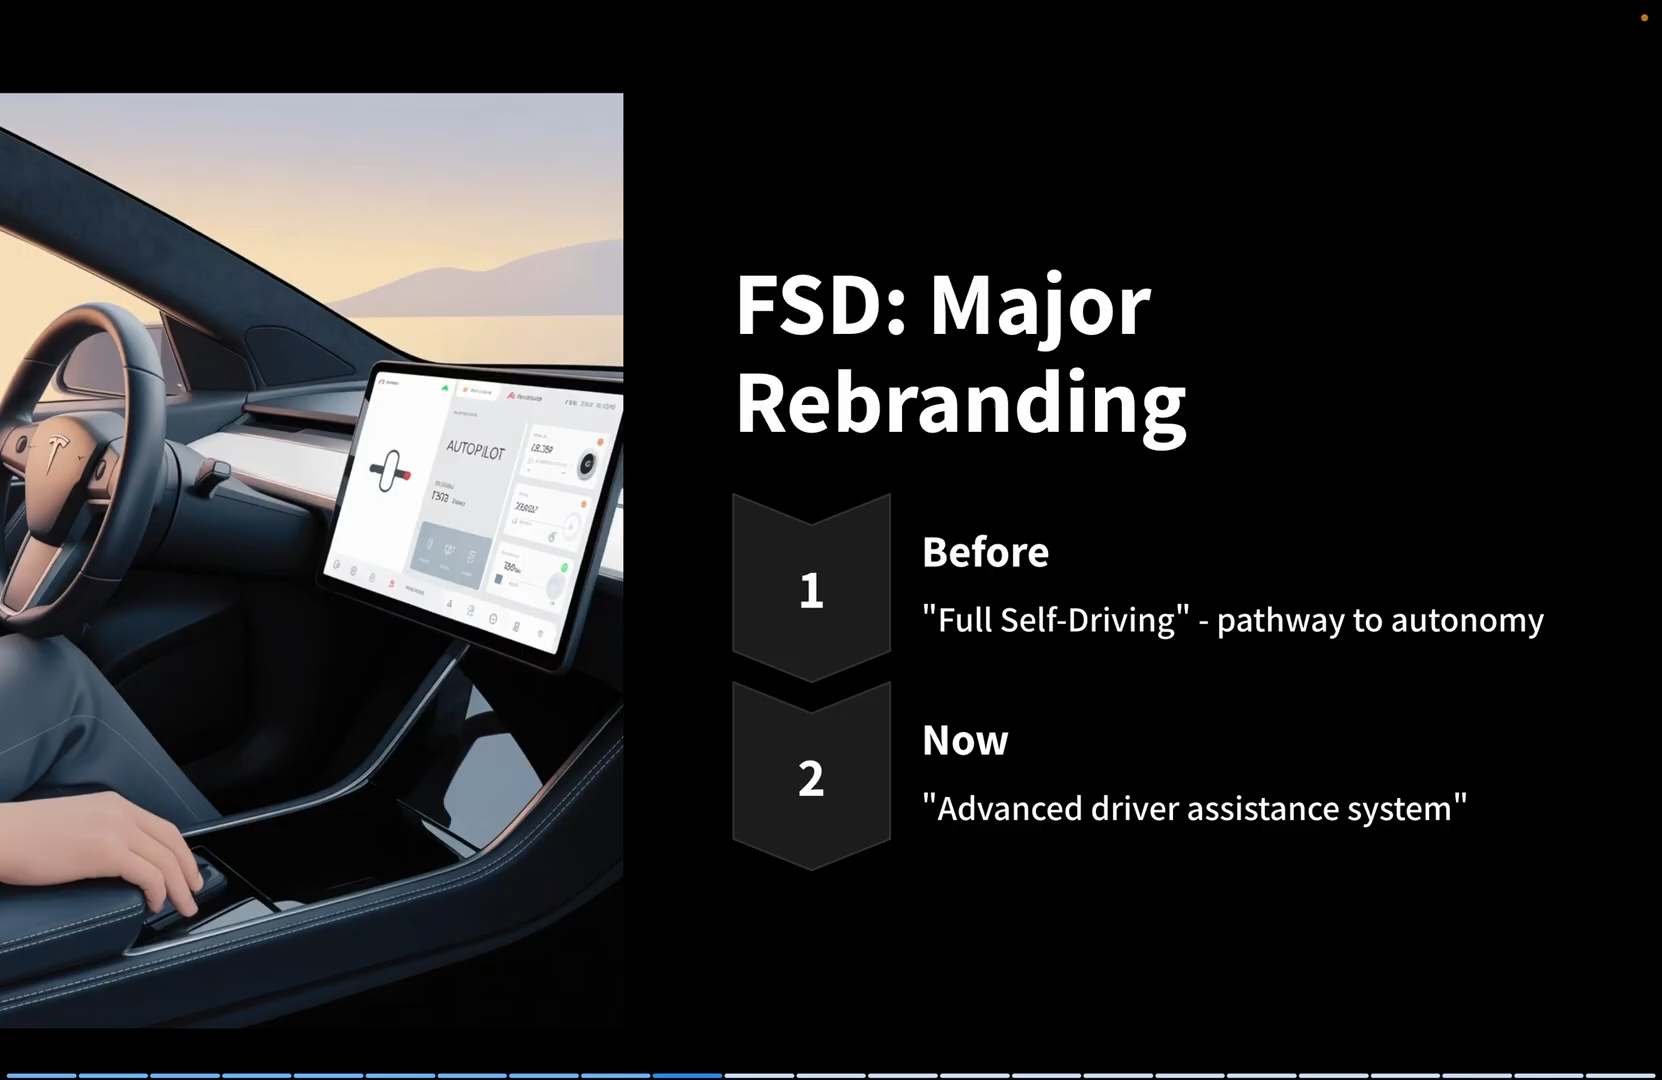 FSD: Major
Rebranding
1
Before
"Full Self-Driving" - pathway to autonomy
2
Now
"Advanced driver assistance system"
AUTOPILOT